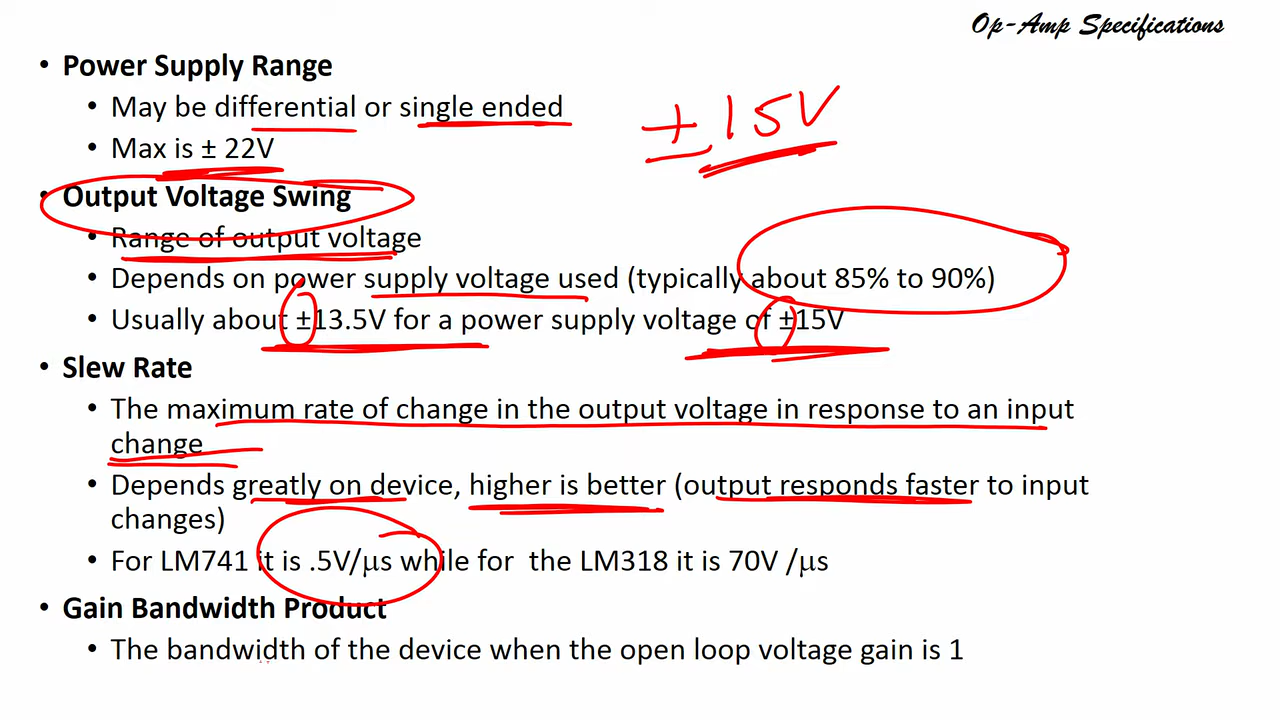 Op-Amp Specifications
• Power Supply Range
• May be differential or single ended
± 15V
• Max is ± 22V
• Output Voltage Swing
• Range of output voltage
• Depends on power supply voltage used (typically about 85% to 90%)
• Usually about ±13.5V for a power supply voltage of ±15V
• Slew Rate
• The maximum rate of change in the output voltage in response to an input
change
• Depends greatly on device, higher is better (output responds faster to input
changes)
• For LM741 it is .5V/μs while for the LM318 it is 70V /μs
• Gain Bandwidth Product
• The bandwidth of the device when the open loop voltage gain is 1